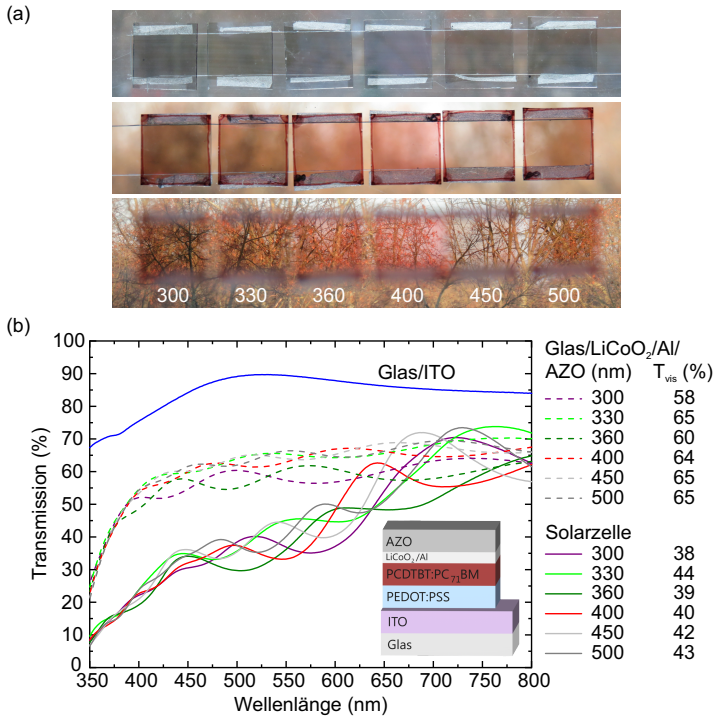 (a)
300 330 360 400 450 500
(b)
100
90
80
70
60
50
40
30
20
10
0
Transmission (%)
350 400 450 500 550 600 650 700 750 800
Wellenlänge (nm)
Glas/ITO
AZO
LiCoO₂/Al
PCDTBT:PC₇₁BM
PEDOT:PSS
ITO
Glas
Glas/LiCoO₂/Al/
AZO (nm) Tvis (%)
300 58
330 65
360 60
400 64
450 65
500 65
Solarzelle
300 38
330 44
360 39
400 40
450 42
500 43